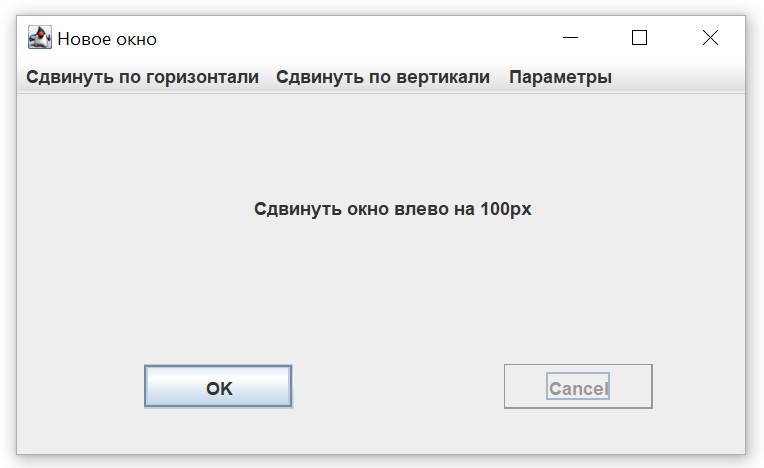 Новое окно
Сдвинуть по горизонтали Сдвинуть по вертикали Параметры
Сдвинуть окно влево на 100px
OK Cancel